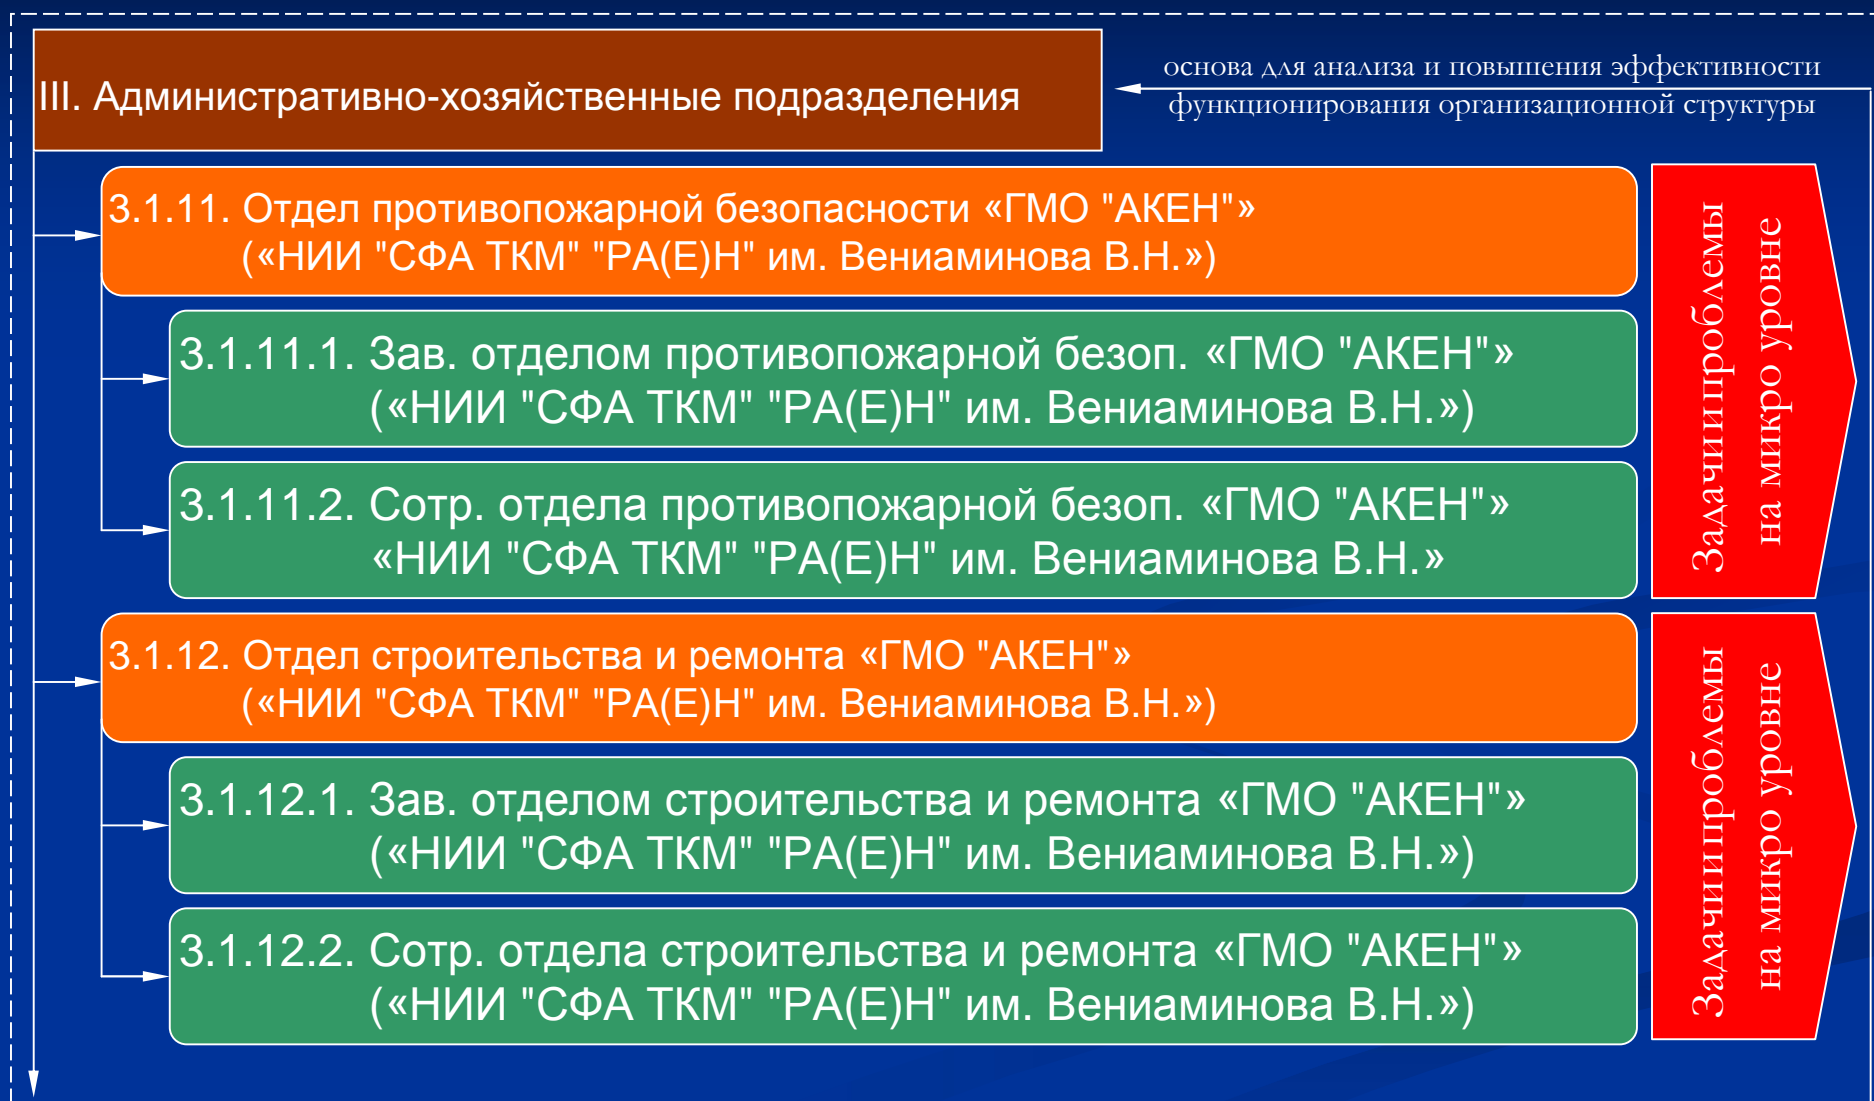 III. Административно-хозяйственные подразделения
основа для анализа и повышения эффективности
функционирования организационной структуры
3.1.11. Отдел противопожарной безопасности «ГМО "АКЕН"»
(«НИИ "СФА ТКМ" "РА(Е)Н" им. Вениаминова В.Н.»)
3.1.11.1. Зав. отделом противопожарной безоп. «ГМО "АКЕН"»
(«НИИ "СФА ТКМ" "РА(Е)Н" им. Вениаминова В.Н.»)
3.1.11.2. Сотр. отдела противопожарной безоп. «ГМО "АКЕН"»
«НИИ "СФА ТКМ" "РА(Е)Н" им. Вениаминова В.Н.»
Задачи и проблемы
на микро уровне
3.1.12. Отдел строительства и ремонта «ГМО "АКЕН"»
(«НИИ "СФА ТКМ" "РА(Е)Н" им. Вениаминова В.Н.»)
3.1.12.1. Зав. отделом строительства и ремонта «ГМО "АКЕН"»
(«НИИ "СФА ТКМ" "РА(Е)Н" им. Вениаминова В.Н.»)
3.1.12.2. Сотр. отдела строительства и ремонта «ГМО "АКЕН"»
(«НИИ "СФА ТКМ" "РА(Е)Н" им. Вениаминова В.Н.»)
Задачи и проблемы
на микро уровне